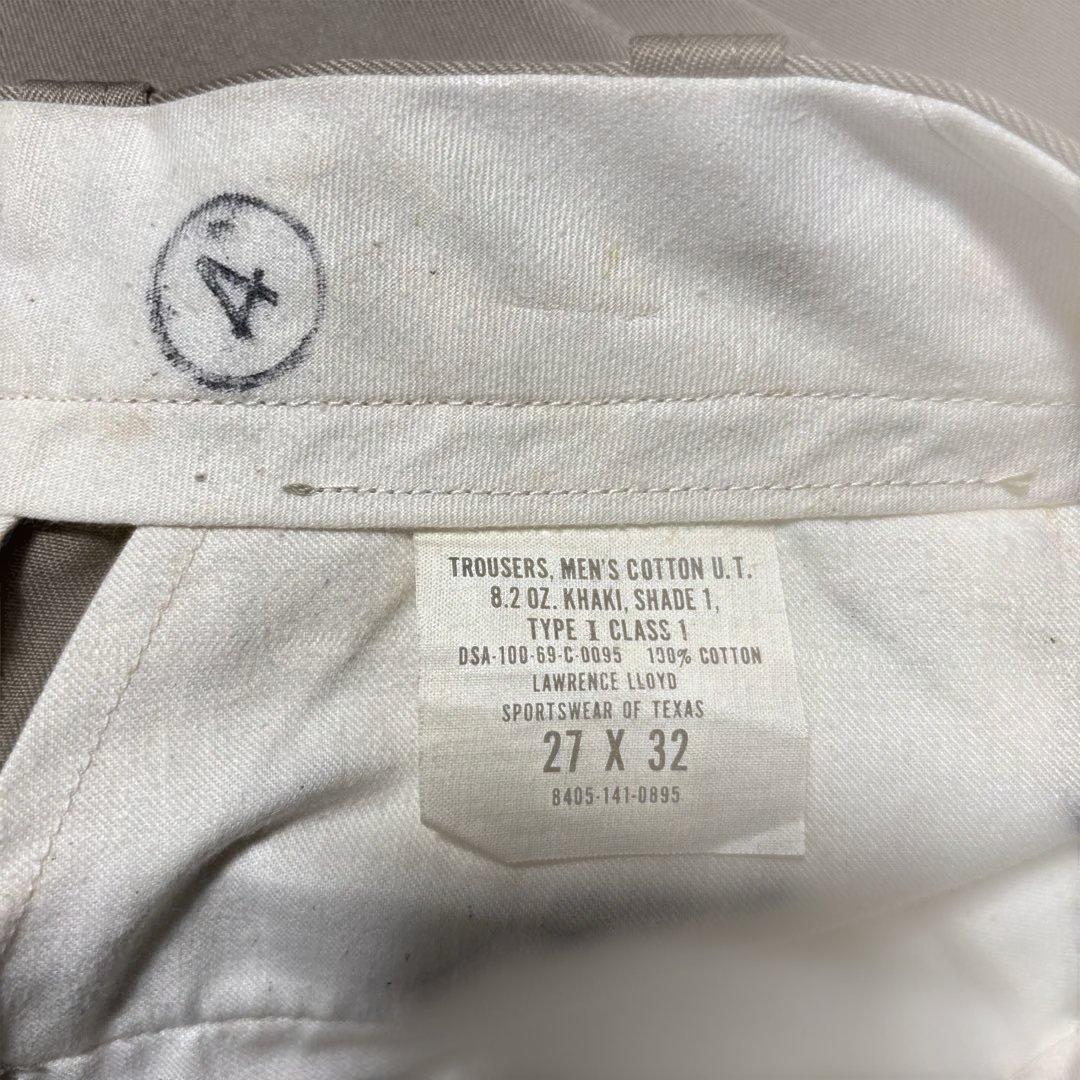 4
TROUSERS, MEN'S COTTON U.T.
8.2 OZ. KHAKI, SHADE 1,
TYPE I CLASS 1
DSA-100-69-C-0095 100% COTTON
LAWRENCE LLOYD
SPORTSWEAR OF TEXAS
27 X 32
8405-141-0895